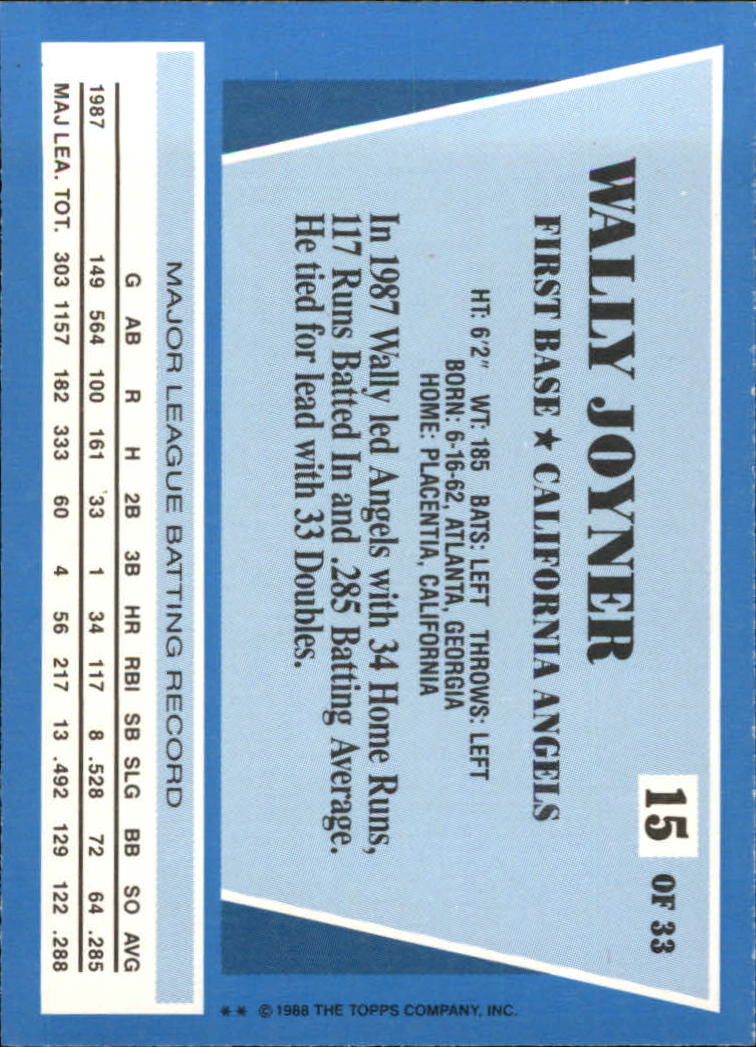 15 OF 33
WALLY JOYNER
FIRST BASE ★ CALIFORNIA ANGELS
HT: 6'2" WT: 185 BATS: LEFT THROWS: LEFT
BORN: 6-16-62, ATLANTA, GEORGIA
HOME: PLACENTIA, CALIFORNIA
In 1987 Wally led Angels with 34 Home Runs,
117 Runs Batted In and .285 Batting Average.
He tied for lead with 33 Doubles.
MAJOR LEAGUE BATTING RECORD
G AB R H 2B 3B HR RBI SB SLG BB SO AVG
1987 149 564 100 161 33 1 34 117 8 .528 72 64 .285
MAJ LEA. TOT. 303 1157 182 333 60 4 56 217 13 .492 129 122 .288
** © 1988 THE TOPPS COMPANY, INC.